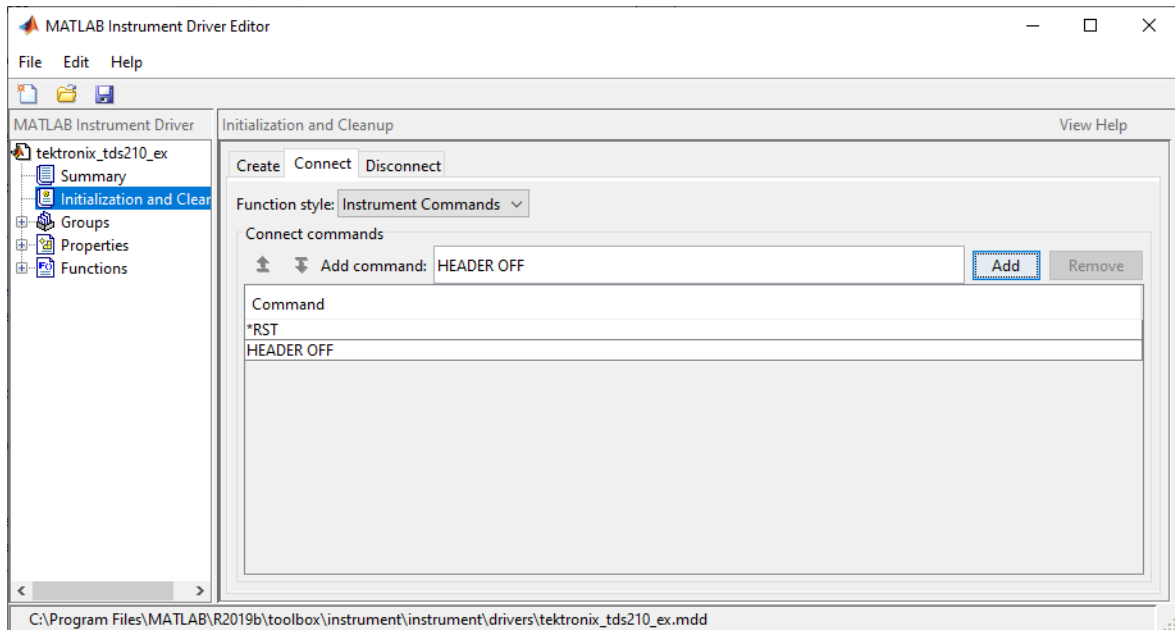 MATLAB Instrument Driver Editor
File Edit Help
MATLAB Instrument Driver
Initialization and Cleanup View Help
tektronix_tds210_ex
Summary
Initialization and Clear
Groups
Properties
Functions
Create Connect Disconnect
Function style: Instrument Commands
Connect commands
Add command: HEADER OFF Add Remove
Command
*RST
HEADER OFF
C:\Program Files\MATLAB\R2019b\toolbox\instrument\instrument\drivers\tektronix_tds210_ex.mdd